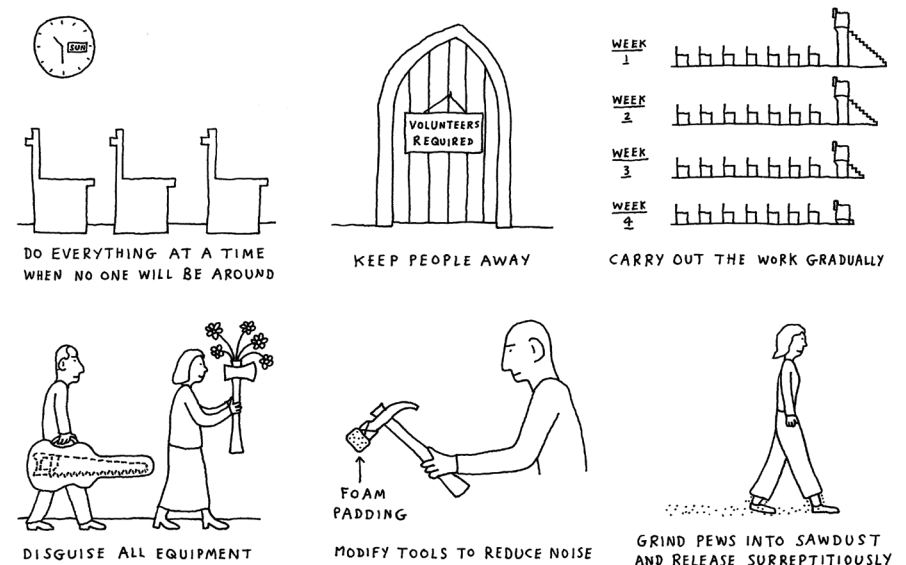 SUN
DO EVERYTHING AT A TIME
WHEN NO ONE WILL BE AROUND
VOLUNTEERS
REQUIRED
KEEP PEOPLE AWAY
WEEK
1
WEEK
2
WEEK
3
WEEK
4
CARRY OUT THE WORK GRADUALLY
DISGUISE ALL EQUIPMENT
FOAM
PADDING
MODIFY TOOLS TO REDUCE NOISE
GRIND PEWS INTO SAWDUST
AND RELEASE SURREPTITIOUSLY